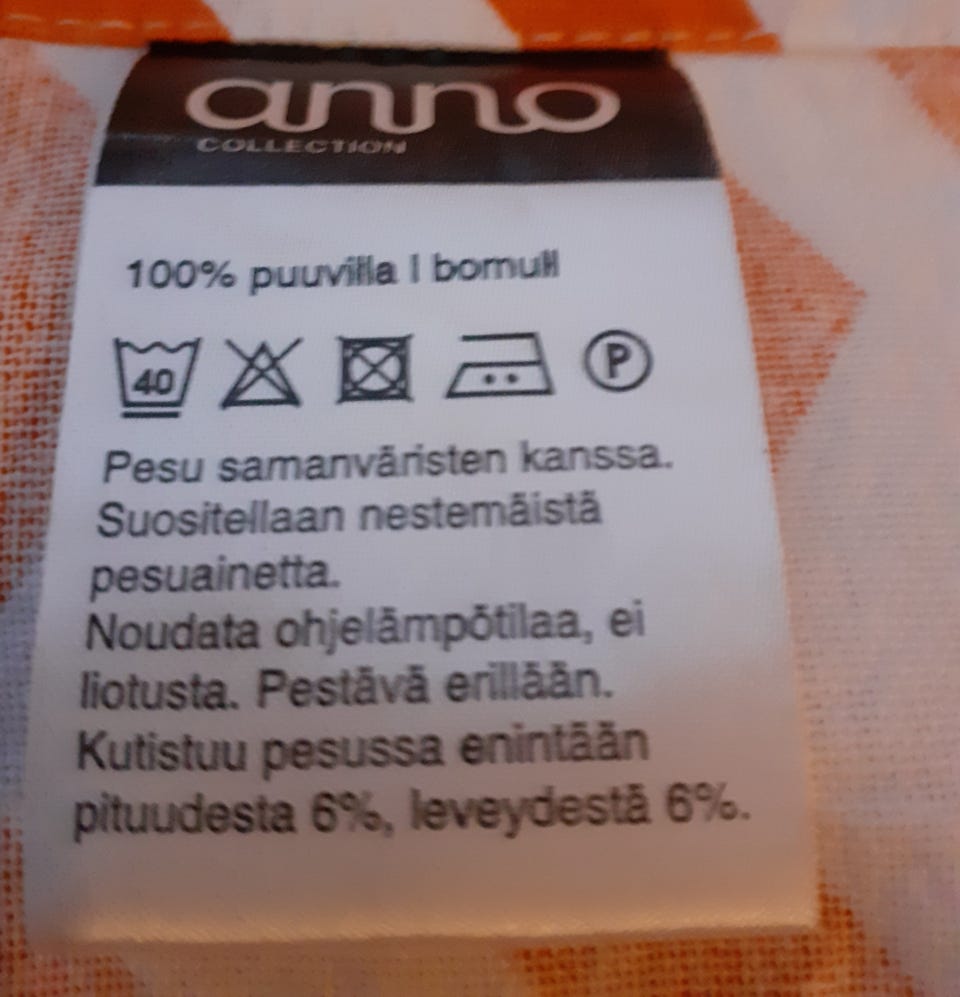 anno
COLLECTION
100% puuvilla | bomull
40
P
Pesu samanväristen kanssa.
Suositellaan nestemäistä
pesuainetta.
Noudata ohjelämpötilaa, ei
liotusta. Pestävä erillään.
Kutistuu pesussa enintään
pituudesta 6%, leveydestä 6%.